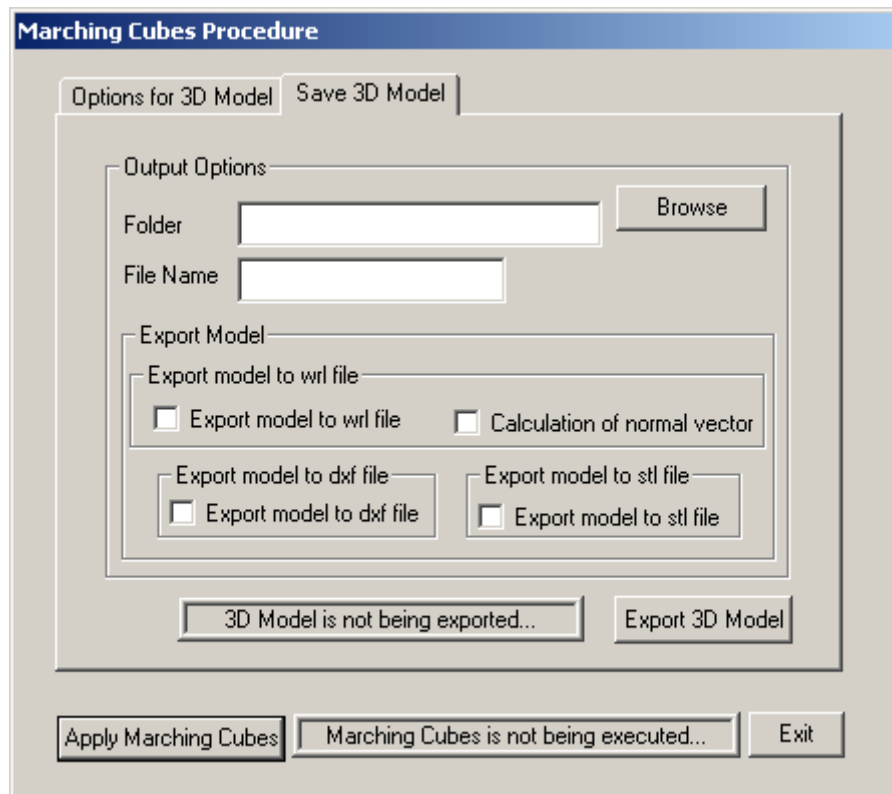 Marching Cubes Procedure
Options for 3D Model
Save 3D Model
Output Options
Folder
Browse
File Name
Export Model
Export model to wrl file
Export model to wrl file
Calculation of normal vector
Export model to dxf file
Export model to stl file
Export model to dxf file
Export model to stl file
3D Model is not being exported...
Export 3D Model
Apply Marching Cubes
Marching Cubes is not being executed...
Exit